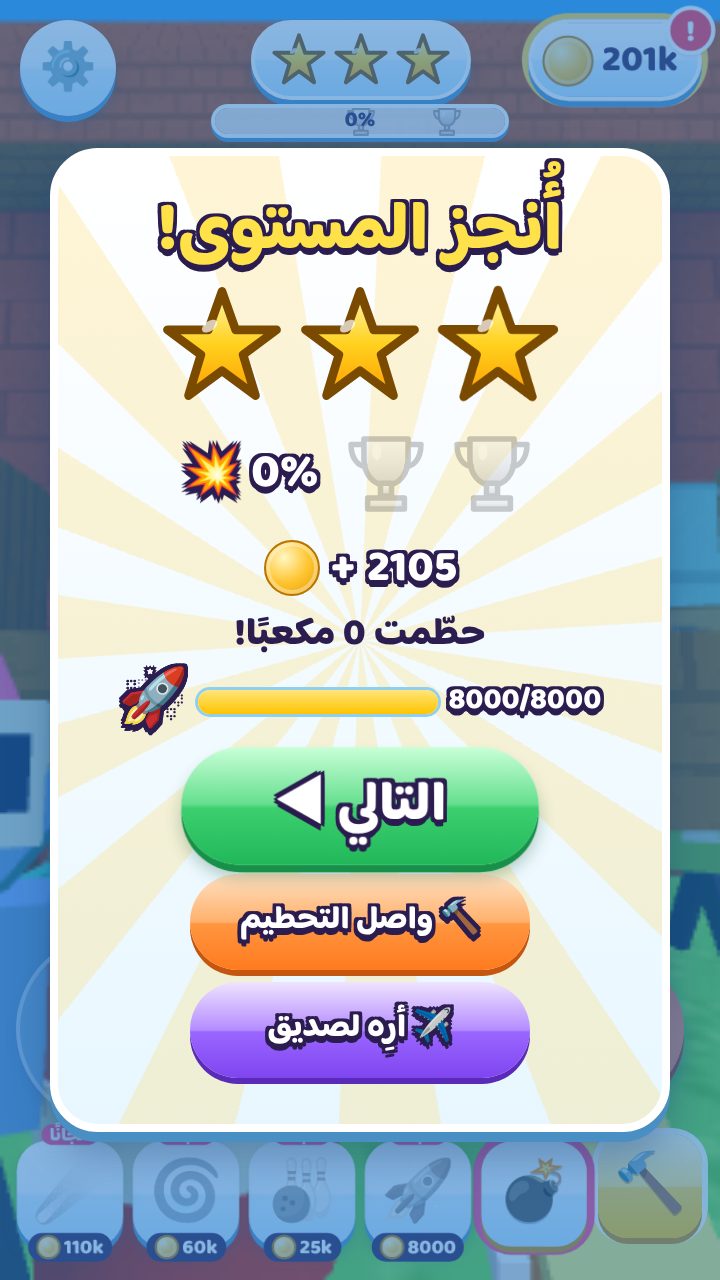 201k
!
0%
أُنجز المستوى!
0%
+ 2105
حطّمت 0 مكعبًا!
8000/8000
التالي
واصل التحطيم
أَرِه لصديق
110k
60k
25k
8000